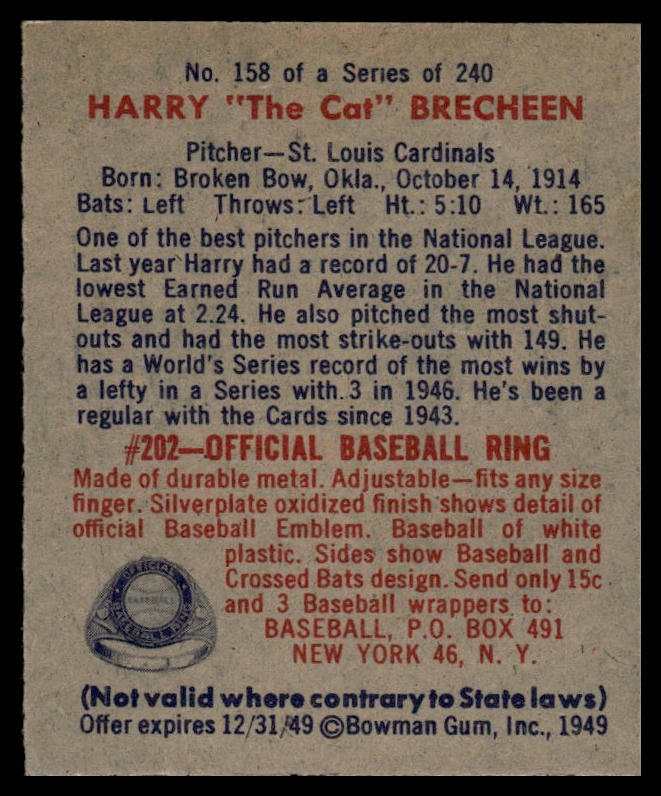 No. 158 of a Series of 240
HARRY "The Cat" BRECHEEN
Pitcher—St. Louis Cardinals
Born: Broken Bow, Okla., October 14, 1914
Bats: Left Throws: Left Ht.: 5:10 Wt.: 165
One of the best pitchers in the National League.
Last year Harry had a record of 20-7. He had the
lowest Earned Run Average in the National
League at 2.24. He also pitched the most shut-
outs and had the most strike-outs with 149. He
has a World's Series record of the most wins by
a lefty in a Series with 3 in 1946. He's been a
regular with the Cards since 1943.
#202—OFFICIAL BASEBALL RING
Made of durable metal. Adjustable—fits any size
finger. Silverplate oxidized finish shows detail of
official Baseball Emblem. Baseball of white
plastic. Sides show Baseball and
Crossed Bats design. Send only 15c
and 3 Baseball wrappers to:
BASEBALL, P.O. BOX 491
NEW YORK 46, N. Y.
OFFICIAL
BASEBALL
BASEBALL RING
(Not valid where contrary to State laws)
Offer expires 12/31/49 ©Bowman Gum, Inc., 1949